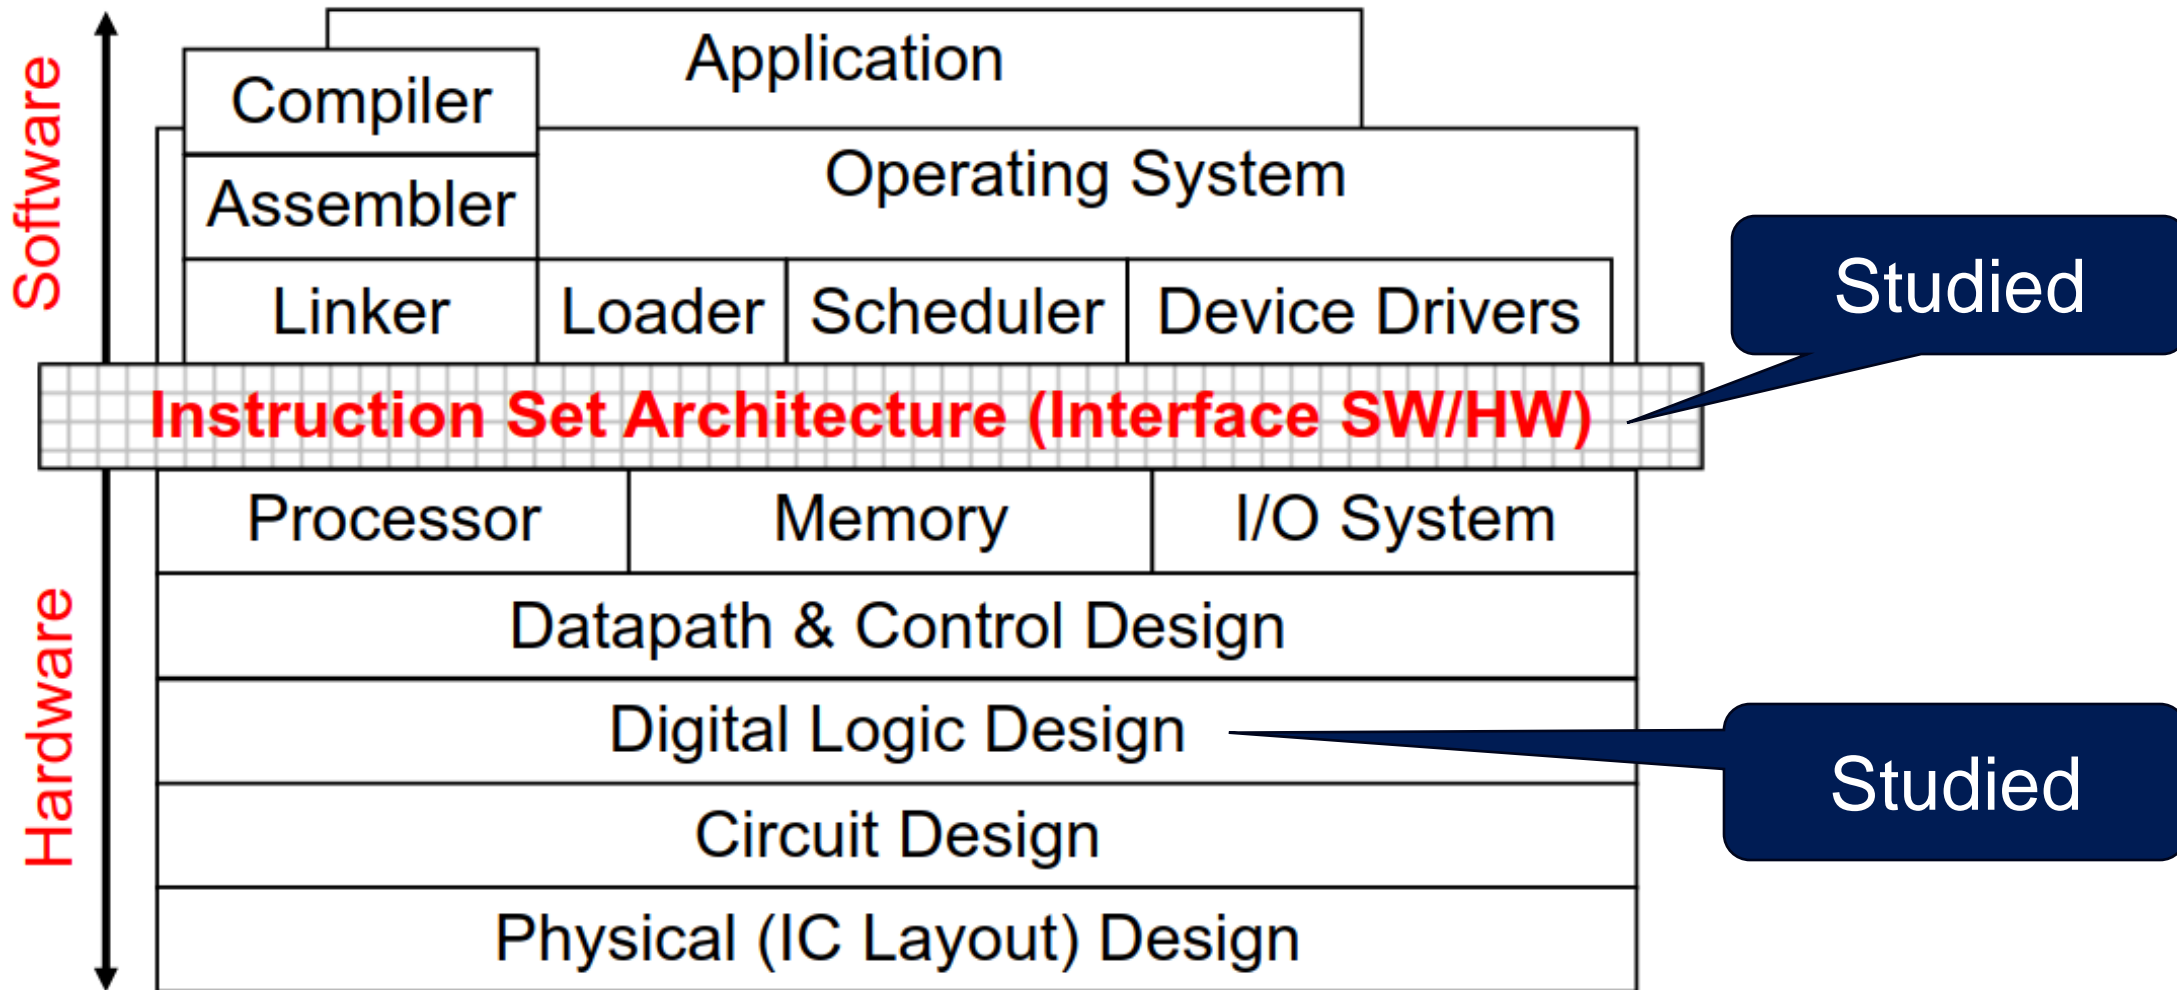 Application
Compiler
Operating System
Assembler
Linker
Loader
Scheduler
Device Drivers
Software
Studied
Instruction Set Architecture (Interface SW/HW)
Processor
Memory
I/O System
Datapath & Control Design
Digital Logic Design
Studied
Hardware
Circuit Design
Physical (IC Layout) Design